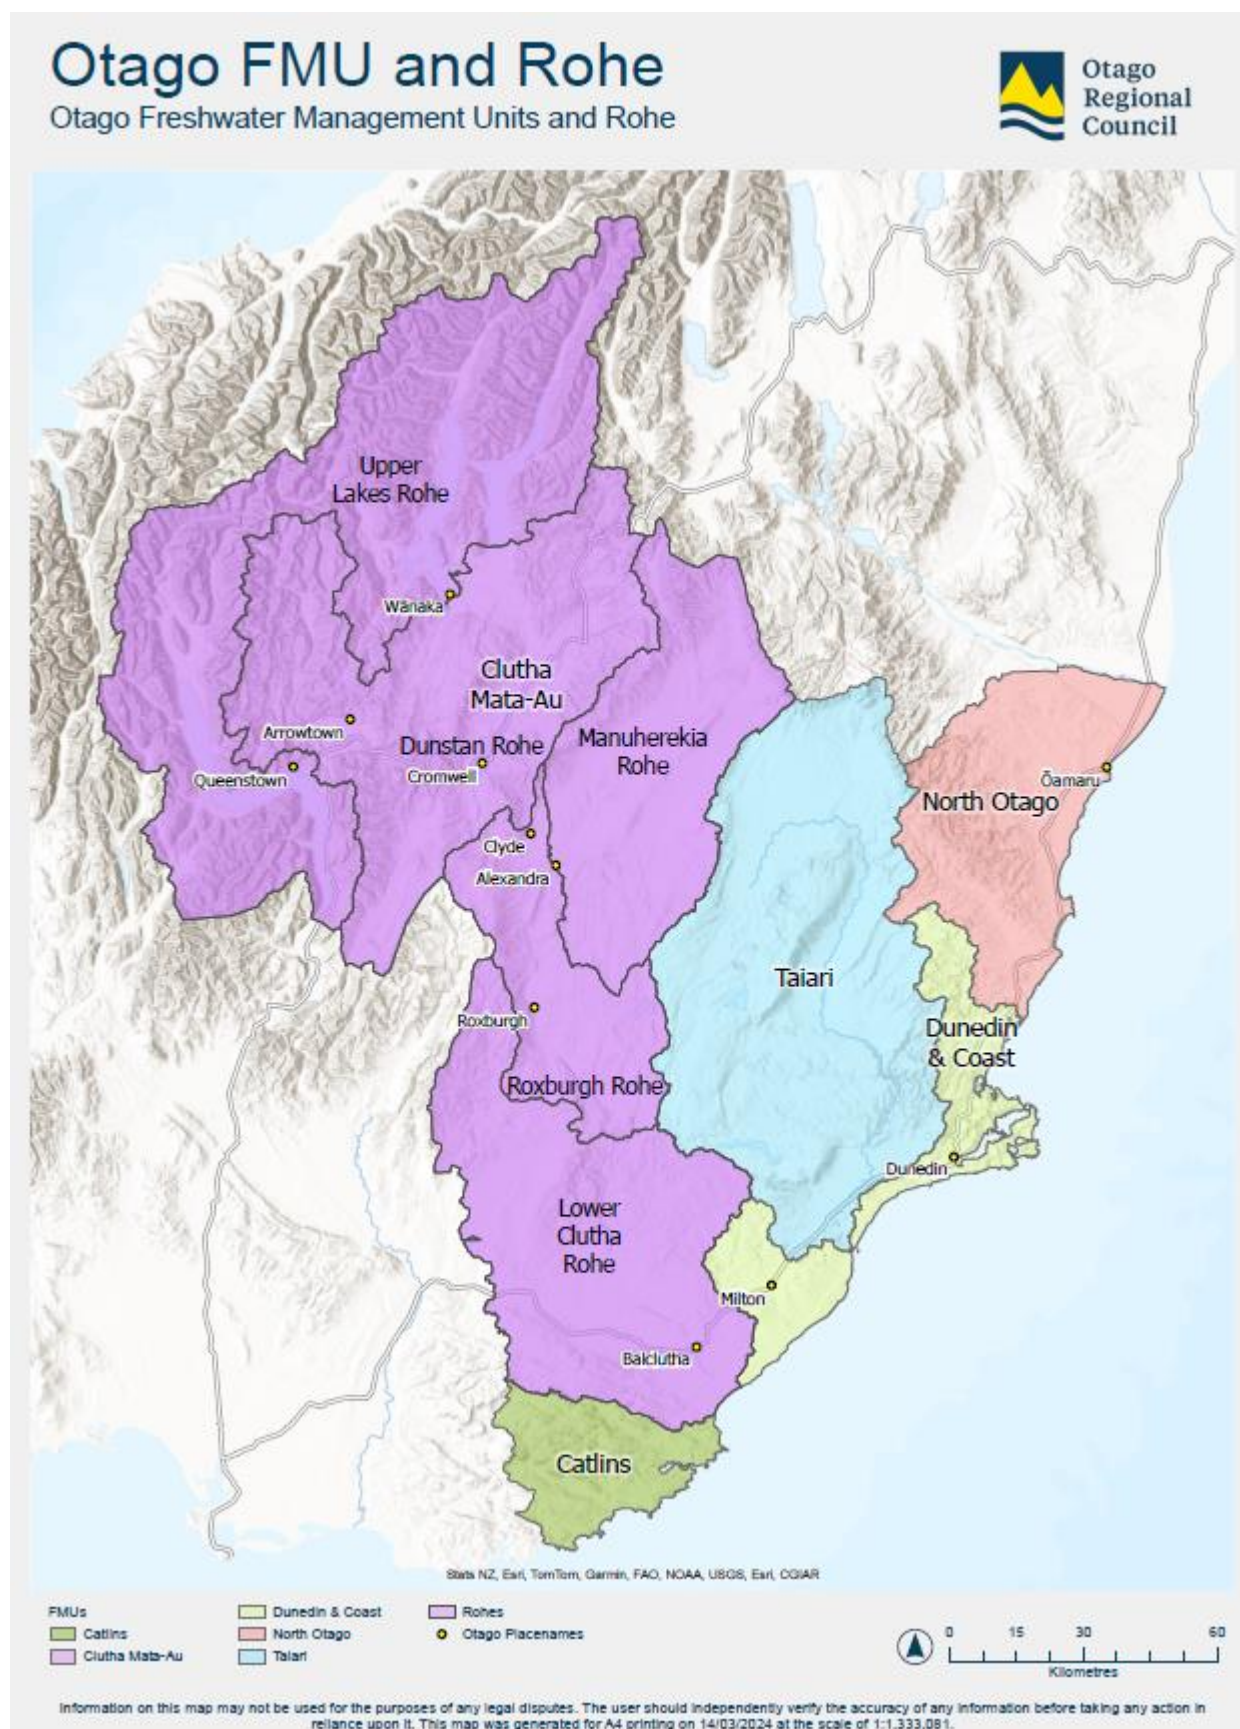 Otago FMU and Rohe
Otago Freshwater Management Units and Rohe
Otago
Regional
Council
Upper
Lakes Rohe
Wānaka
Clutha
Mata-Au
Arrowtown
Dunstan Rohe
Manuherekia
Rohe
Queenstown
Cromwell
Ōamaru
North Otago
Clyde
Alexandra
Taiari
Roxburgh
Dunedin
& Coast
Roxburgh Rohe
Dunedin
Lower
Clutha
Rohe
Milton
Balclutha
Catlins
Stats NZ, Esri, TomTom, Garmin, FAO, NOAA, USGS, Esri, CGIAR
FMUs
Catlins
Clutha Mata-Au
Dunedin & Coast
North Otago
Taiari
Rohes
Otago Placenames
0 15 30 60
Kilometres
Information on this map may not be used for the purposes of any legal disputes. The user should independently verify the accuracy of any information before taking any action in
reliance upon it. This map was generated for A4 printing on 14/03/2024 at the scale of 1:1,333,081.